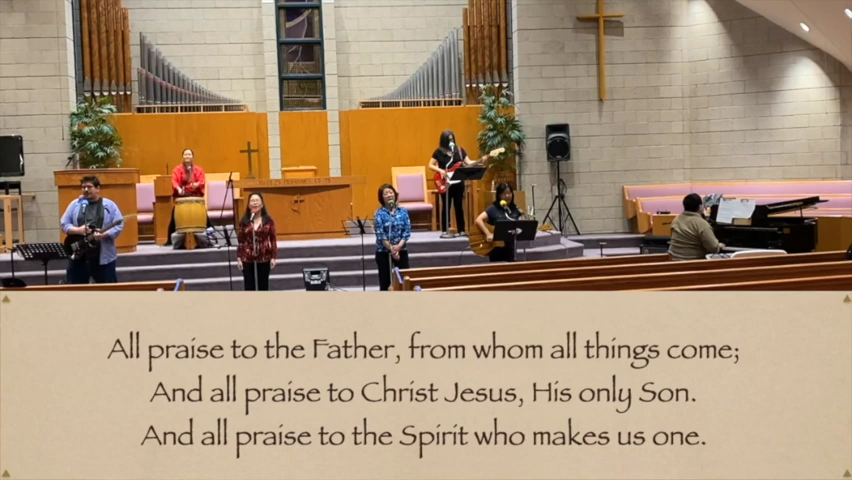 All praise to the Father, from whom all things come;
And all praise to Christ Jesus, His only Son.
And all praise to the Spirit who makes us one.